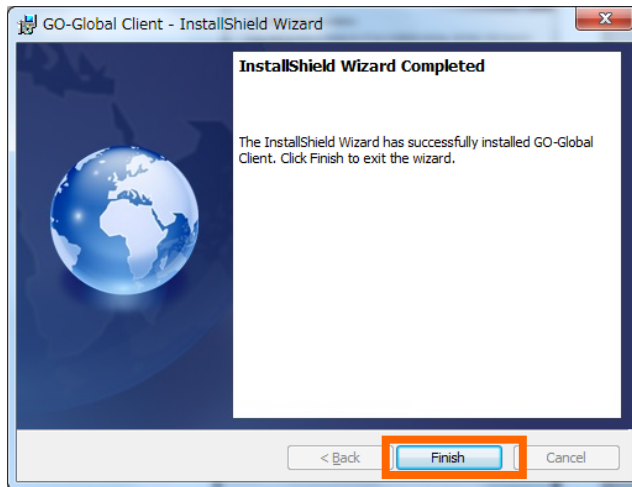 GO-Global Client - InstallShield Wizard
InstallShield Wizard Completed
The InstallShield Wizard has successfully installed GO-Global
Client. Click Finish to exit the wizard.
< Back Finish Cancel